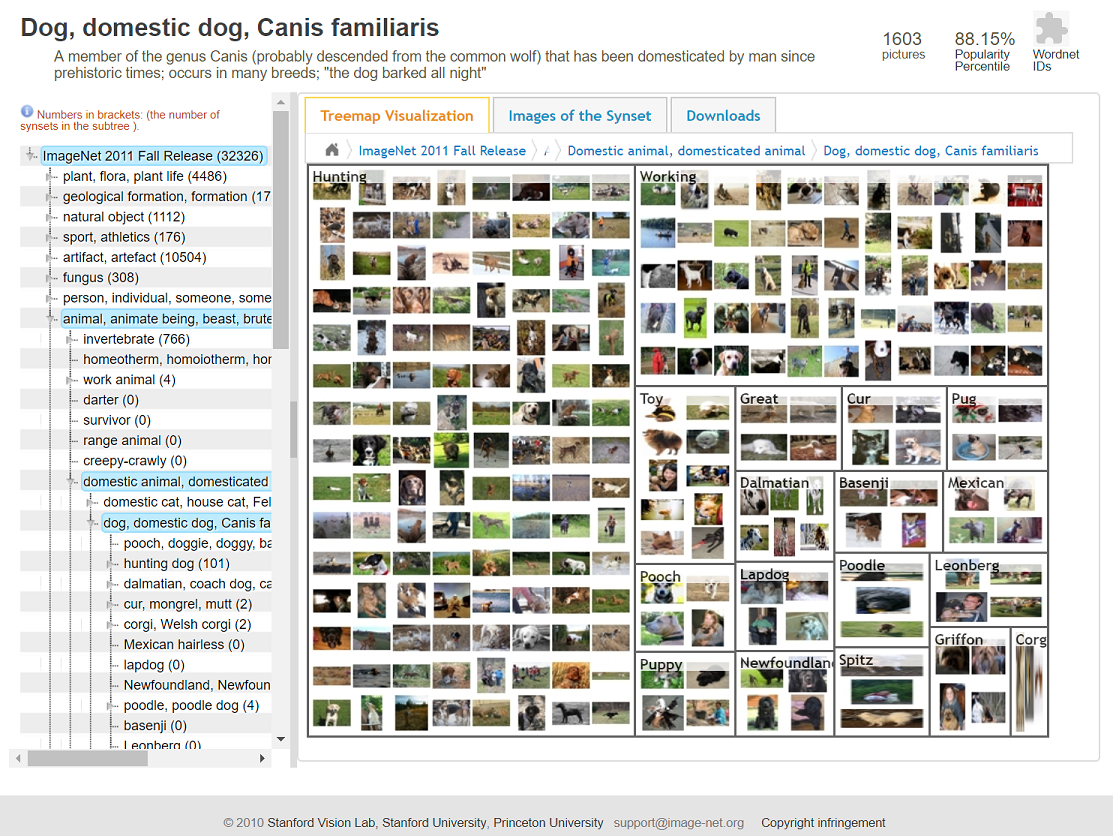 Dog, domestic dog, Canis familiaris
A member of the genus Canis (probably descended from the common wolf) that has been domesticated by man since
prehistoric times; occurs in many breeds; "the dog barked all night"
1603
pictures
88.15%
Popularity
Percentile
Wordnet
IDs
Numbers in brackets: (the number of
synsets in the subtree ).
ImageNet 2011 Fall Release (32326)
plant, flora, plant life (4486)
geological formation, formation (17
natural object (1112)
sport, athletics (176)
artifact, artefact (10504)
fungus (308)
person, individual, someone, some
animal, animate being, beast, brute
invertebrate (766)
homeotherm, homoiotherm, hor
work animal (4)
darter (0)
survivor (0)
range animal (0)
creepy-crawly (0)
domestic animal, domesticated
domestic cat, house cat, Fel
dog, domestic dog, Canis fa
pooch, doggie, doggy, ba
hunting dog (101)
dalmatian, coach dog, ca
cur, mongrel, mutt (2)
corgi, Welsh corgi (2)
Mexican hairless (0)
lapdog (0)
Newfoundland, Newfoun
poodle, poodle dog (4)
basenji (0)
Leonberg (0)
Treemap Visualization
Images of the Synset
Downloads
ImageNet 2011 Fall Release
Domestic animal, domesticated animal
Dog, domestic dog, Canis familiaris
Hunting
Working
Toy
Great
Cur
Pug
Dalmatian
Basenji
Mexican
Pooch
Lapdog
Poodle
Leonberg
Puppy
Newfoundlan
Spitz
Griffon
Corg
© 2010 Stanford Vision Lab, Stanford University, Princeton University support@image-net.org Copyright infringement